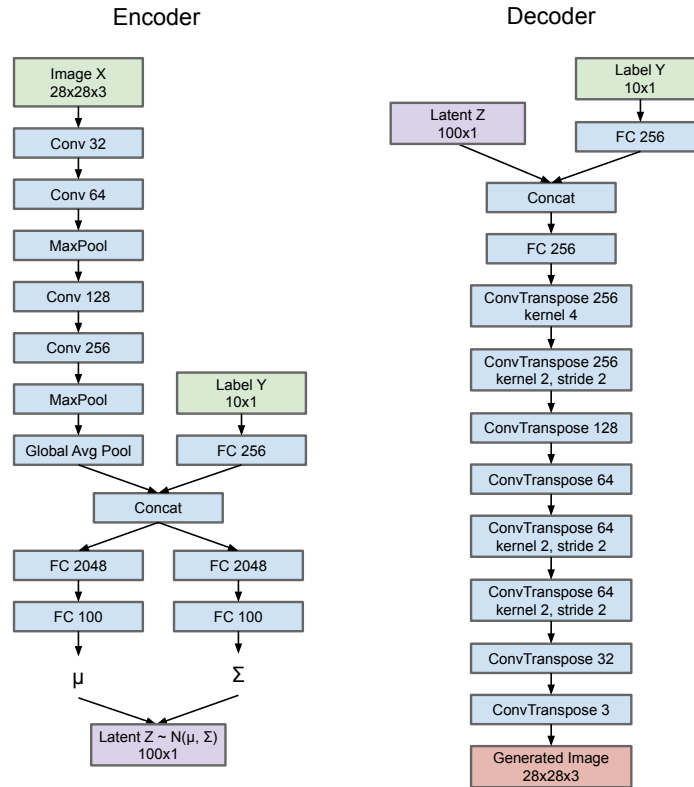 Encoder
Image X
28x28x3
Conv 32
Conv 64
MaxPool
Conv 128
Conv 256
MaxPool
Global Avg Pool
Label Y
10x1
FC 256
Concat
FC 2048
FC 2048
FC 100
FC 100
μ
Σ
Latent Z ~ N(μ, Σ)
100x1
Decoder
Latent Z
100x1
Label Y
10x1
FC 256
Concat
FC 256
ConvTranspose 256
kernel 4
ConvTranspose 256
kernel 2, stride 2
ConvTranspose 128
ConvTranspose 64
ConvTranspose 64
kernel 2, stride 2
ConvTranspose 64
kernel 2, stride 2
ConvTranspose 32
ConvTranspose 3
Generated Image
28x28x3